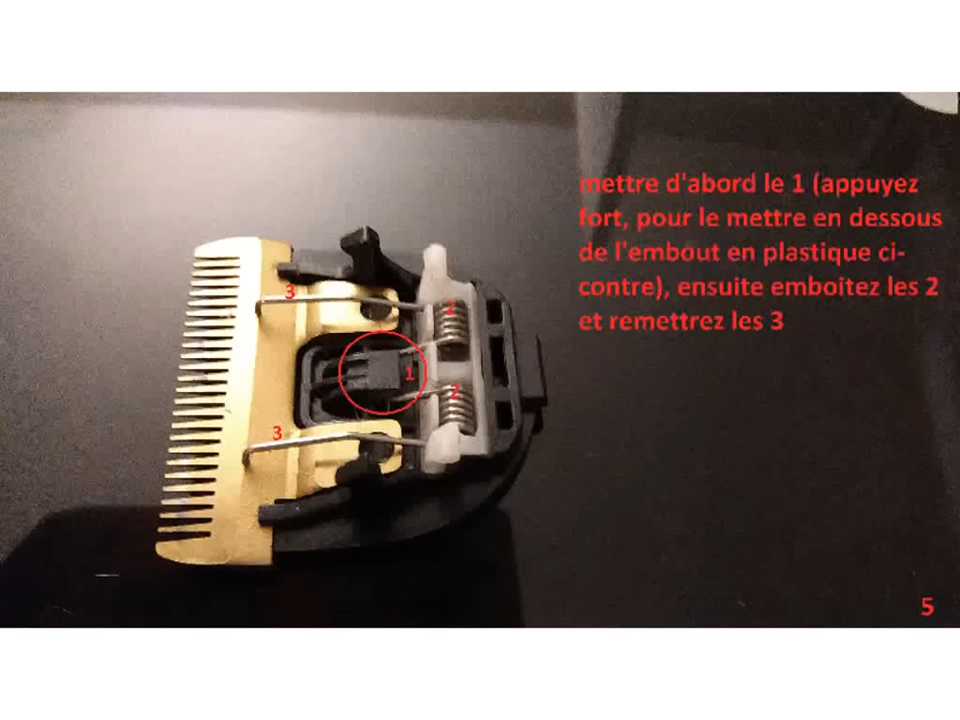 mettre d'abord le 1 (appuyez
fort, pour le mettre en dessous
de l'embout en plastique ci-
contre), ensuite emboitez les 2
et remettrez les 3
3
2
1
2
3
5